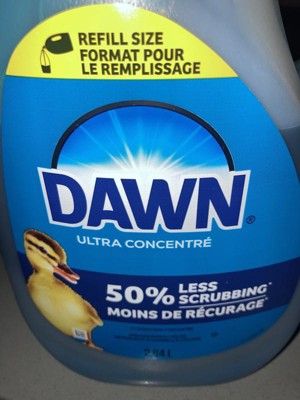 REFILL SIZE
FORMAT POUR
LE REMPLISSAGE
DAWN®
ULTRA CONCENTRÉ
50% LESS
SCRUBBING*
MOINS DE RÉCURAGE*